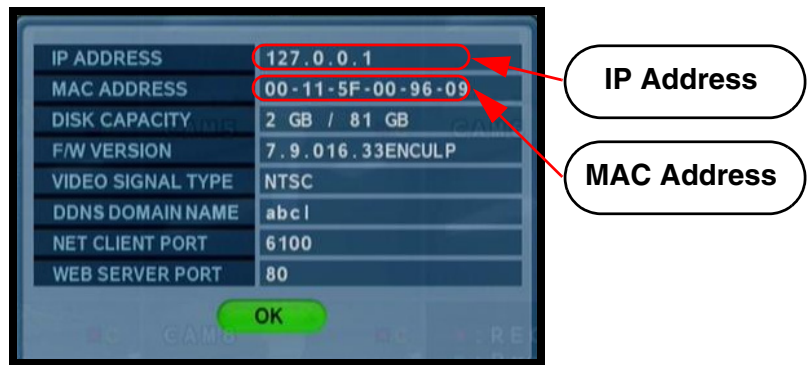 IP ADDRESS 127.0.0.1
IP Address
MAC ADDRESS 00-11-5F-00-96-09
DISK CAPACITY 2 GB / 81 GB
F/W VERSION 7.9.016.33ENCULP
MAC Address
VIDEO SIGNAL TYPE NTSC
DDNS DOMAIN NAME abcl
NET CLIENT PORT 6100
WEB SERVER PORT 80
OK
CAM8